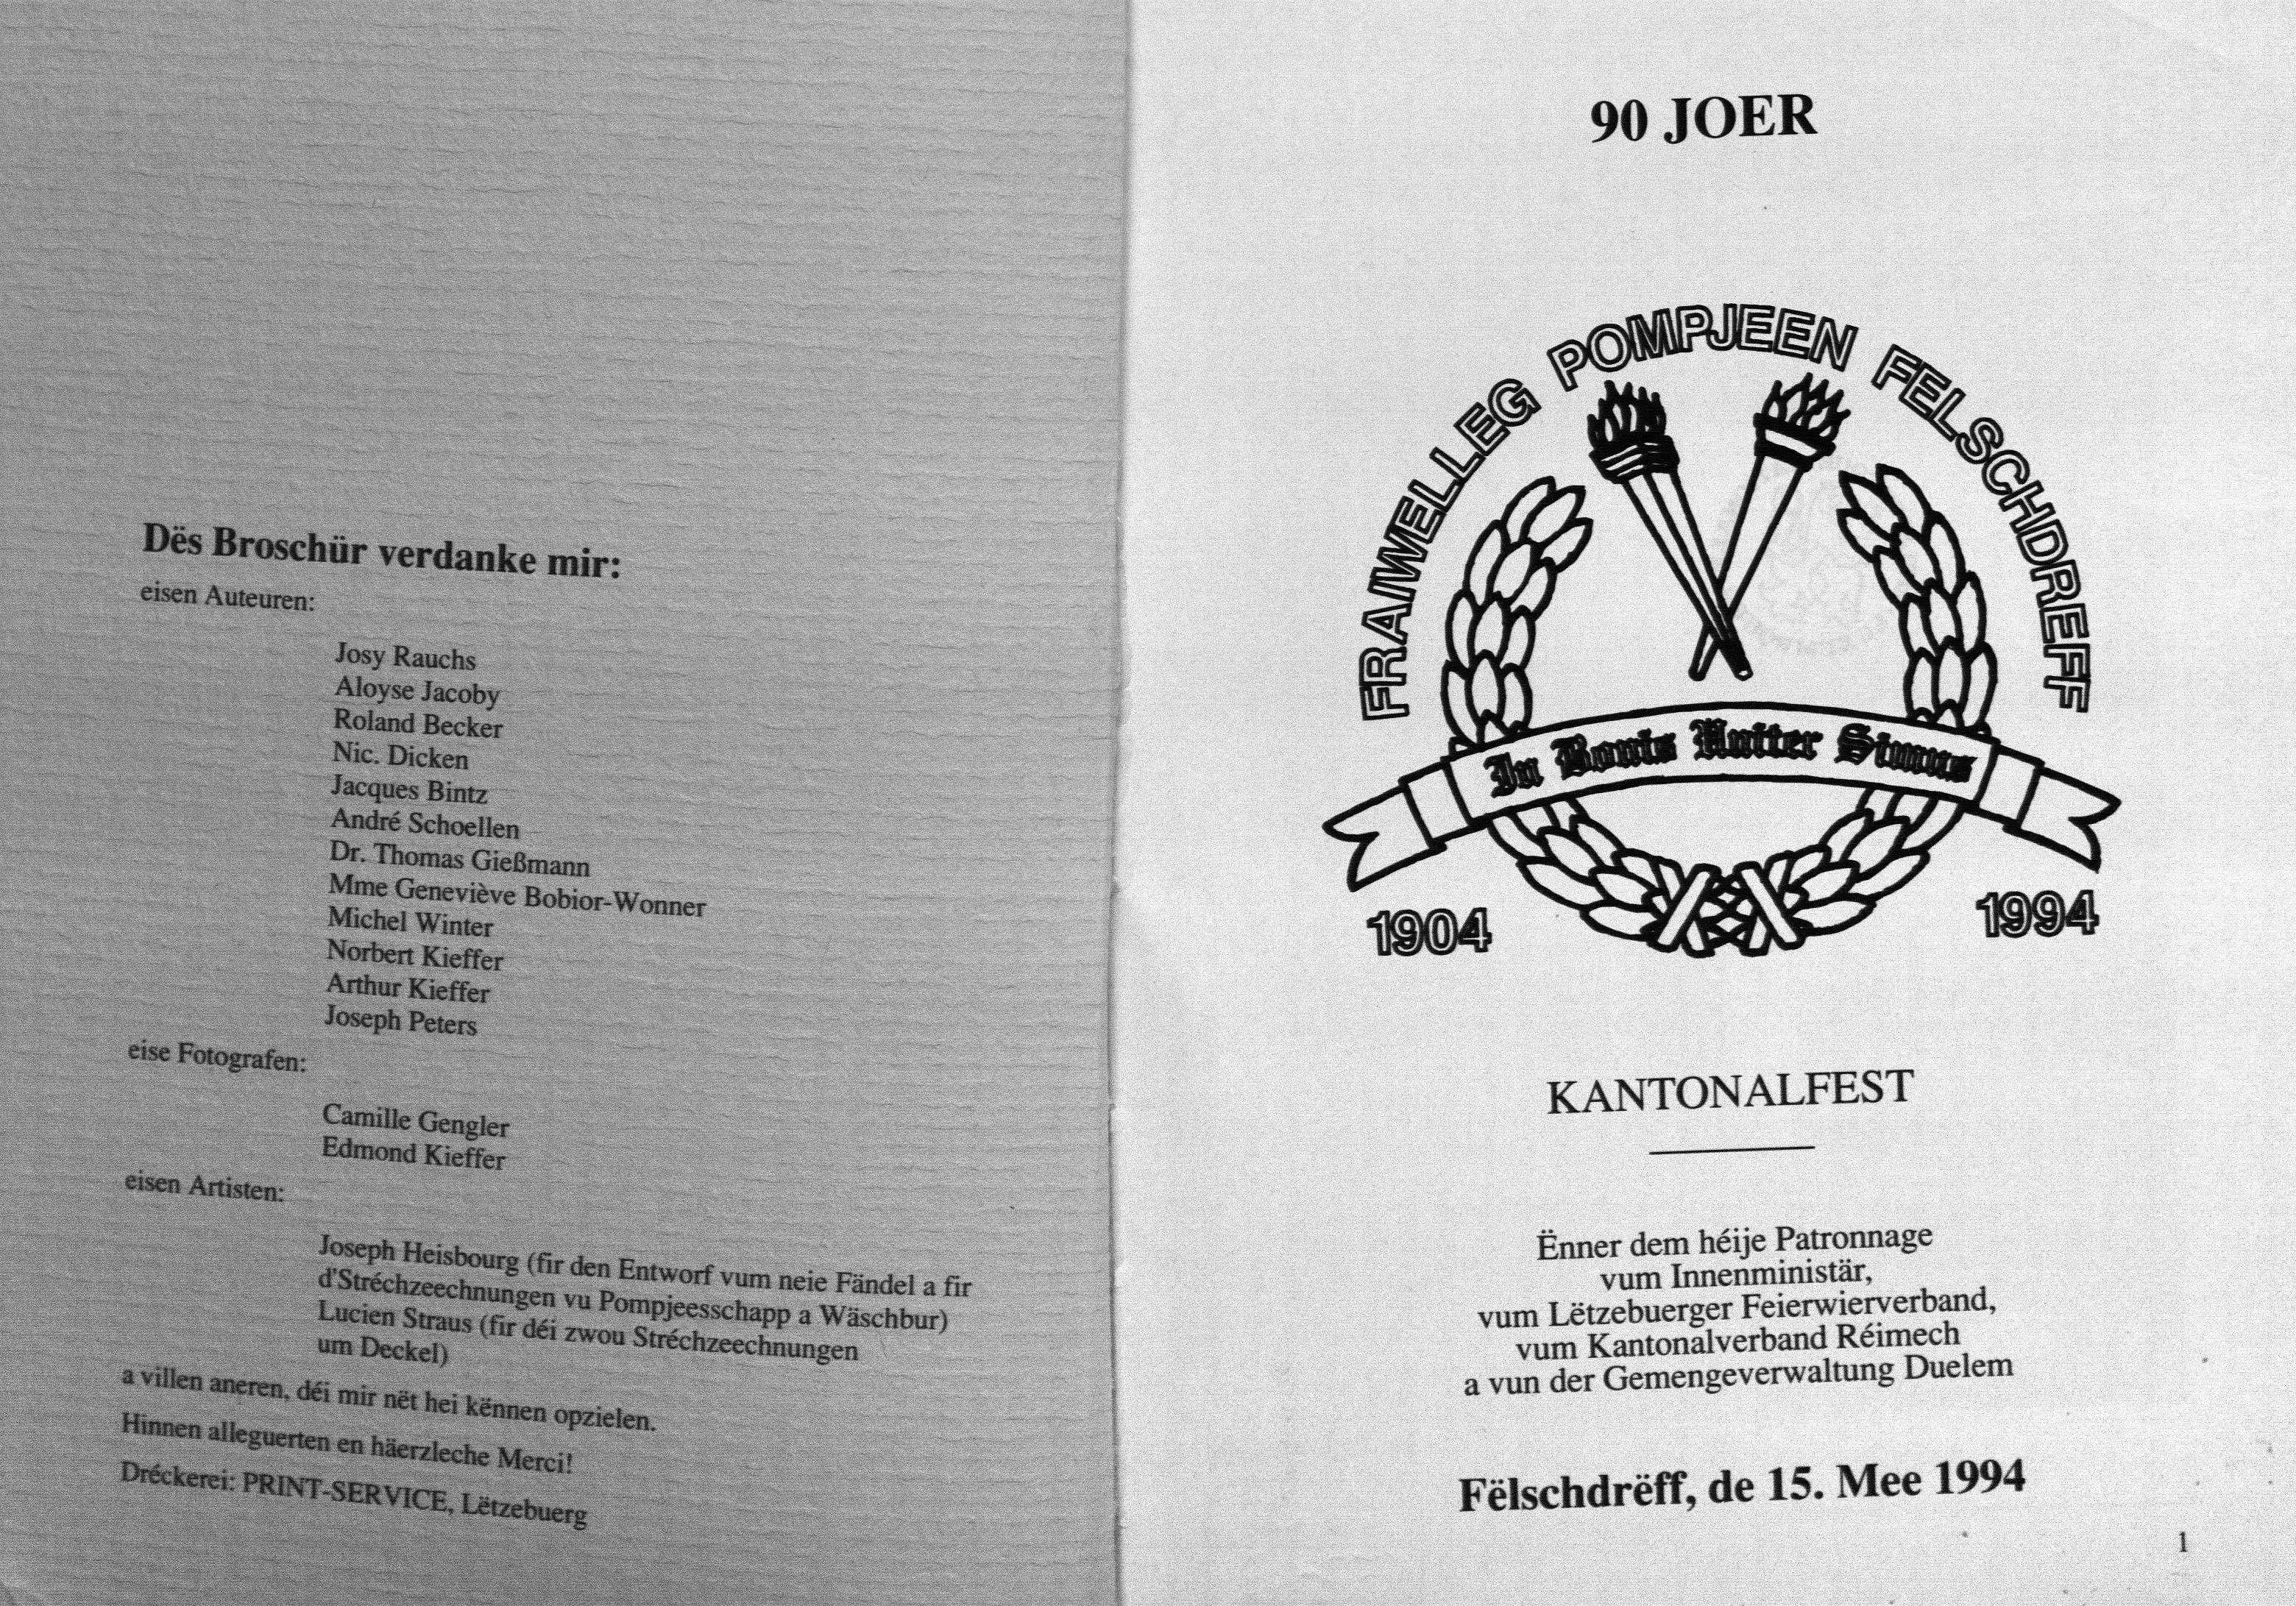 Dës Broschür verdanke mir:
eisen Auteuren:
Josy Rauchs
Aloyse Jacoby
Roland Becker
Nic. Dicken
Jacques Bintz
André Schoellen
Dr. Thomas Gießmann
Mme Geneviève Bobior-Wonner
Michel Winter
Norbert Kieffer
Arthur Kieffer
Joseph Peters
eise Fotografen:
Camille Gengler
Edmond Kieffer
eisen Artisten:
Joseph Heisbourg (fir den Entworf vum neie Fändel a fir
d'Stréchzeechnungen vu Pompjeesschapp a Wäschbur)
Lucien Straus (fir déi zwou Stréchzeechnungen
um Deckel)
a villen aneren, déi mir nët hei kënnen opzielen.
Hinnen alleguerten en häerzleche Merci!
Dréckerei: PRINT-SERVICE, Lëtzebuerg
90 JOER
FRAIWELLEG POMPJEEN FELSCHDREFF
In Bonis Mutter Simus
1904
1994
KANTONALFEST
Ënner dem héije Patronnage
vum Innenministär,
vum Lëtzebuerger Feierwierverband,
vum Kantonalverband Réimech
a vun der Gemengeverwaltung Duelem
Fëlschdrëff, de 15. Mee 1994
1